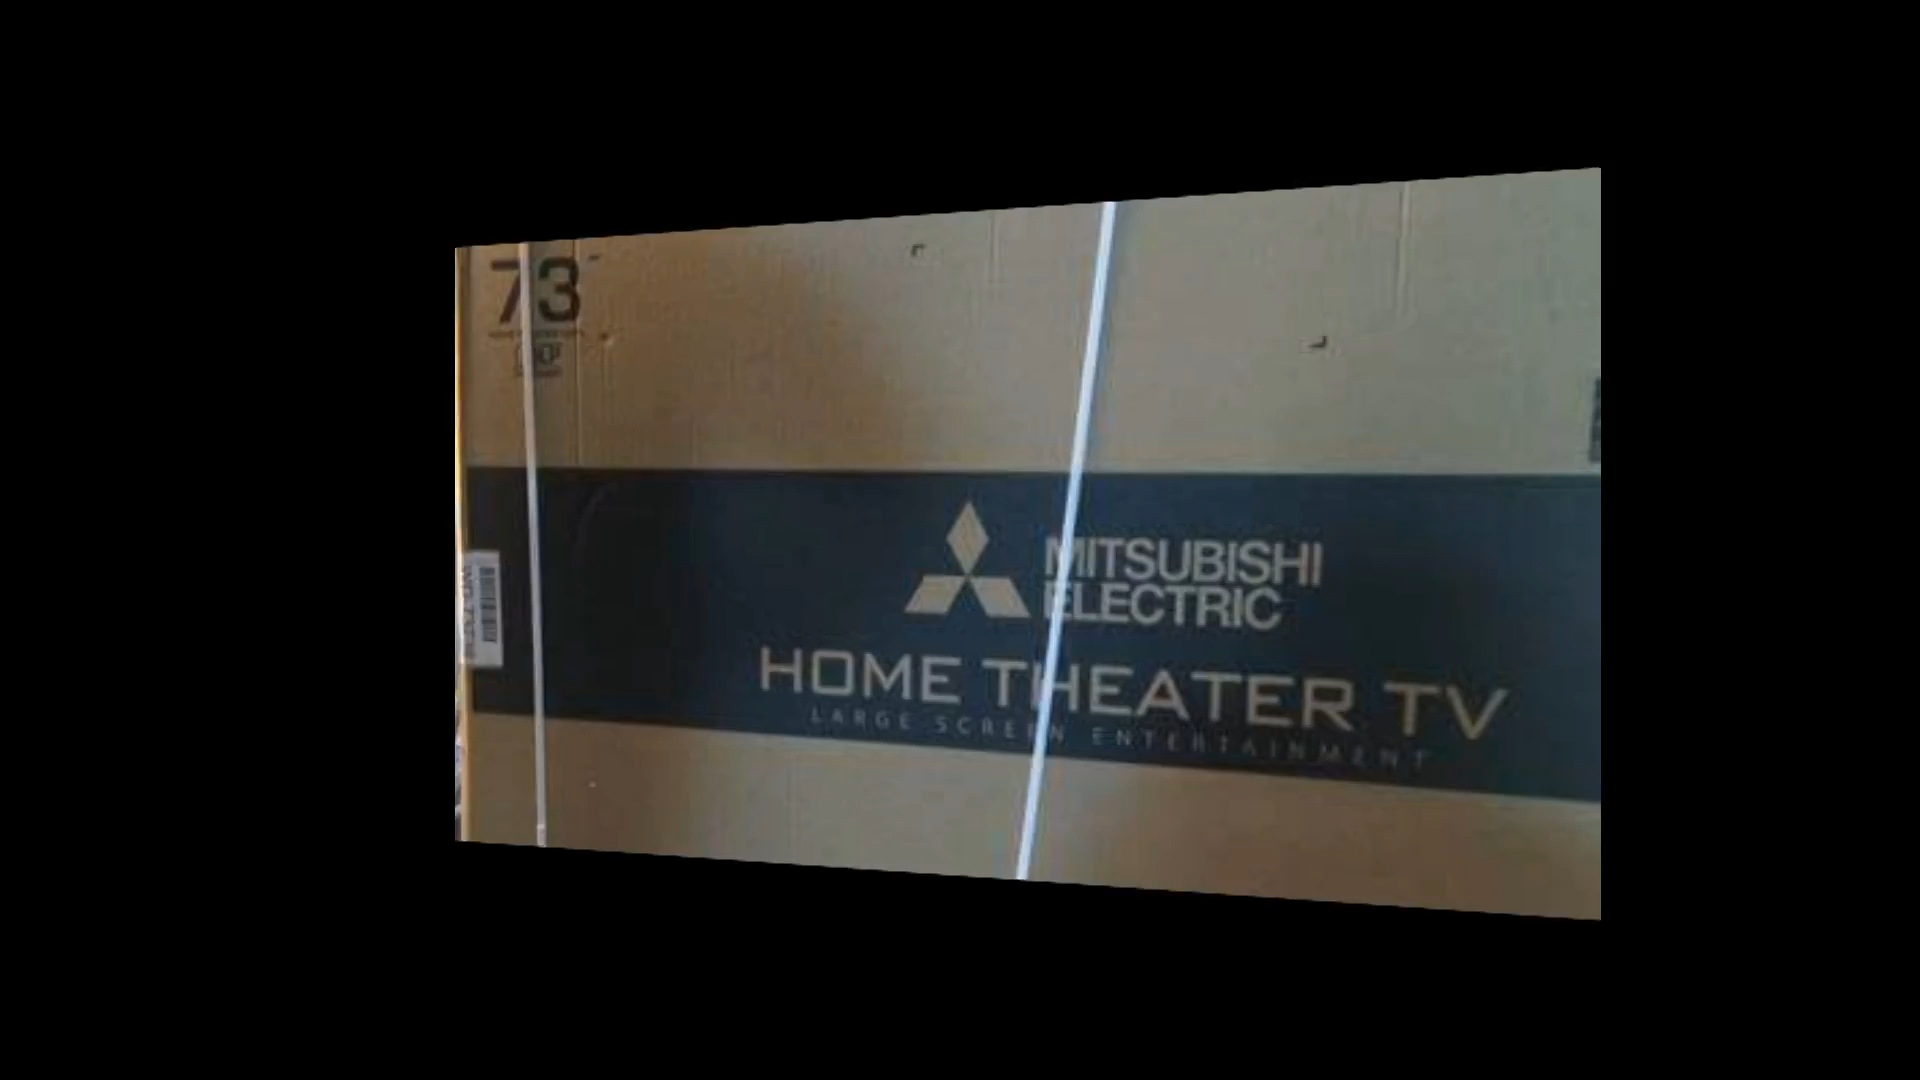 73
MITSUBISHI
ELECTRIC
HOME THEATER TV
LARGE SCREEN ENTERTAINMENT